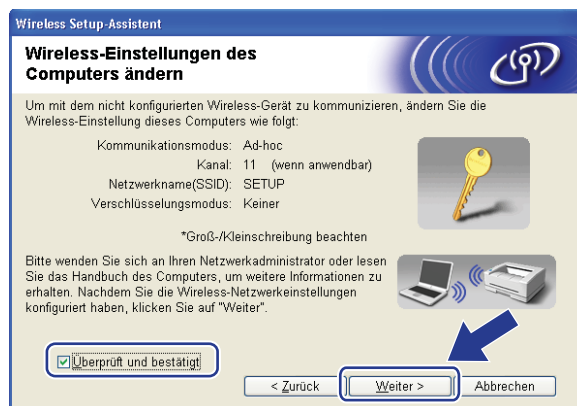 Wireless Setup-Assistent
Wireless-Einstellungen des
Computers ändern
Um mit dem nicht konfigurierten Wireless-Gerät zu kommunizieren, ändern Sie die
Wireless-Einstellung dieses Computers wie folgt:
Kommunikationsmodus: Ad-hoc
Kanal: 11 (wenn anwendbar)
Netzwerkname(SSID): SETUP
Verschlüsselungsmodus: Keiner
*Groß-/Kleinschreibung beachten
Bitte wenden Sie sich an Ihren Netzwerkadministrator oder lesen
Sie das Handbuch des Computers, um weitere Informationen zu
erhalten. Nachdem Sie die Wireless-Netzwerkeinstellungen
konfiguriert haben, klicken Sie auf "Weiter".
Überprüft und bestätigt
< Zurück Weiter > Abbrechen